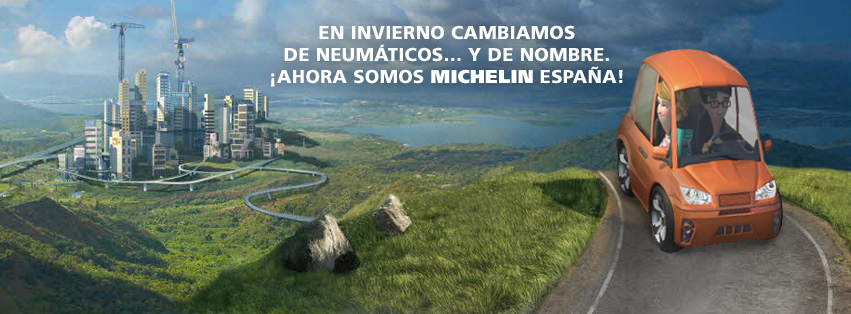 EN INVIERNO CAMBIAMOS
DE NEUMÁTICOS... Y DE NOMBRE.
¡AHORA SOMOS MICHELIN ESPAÑA!